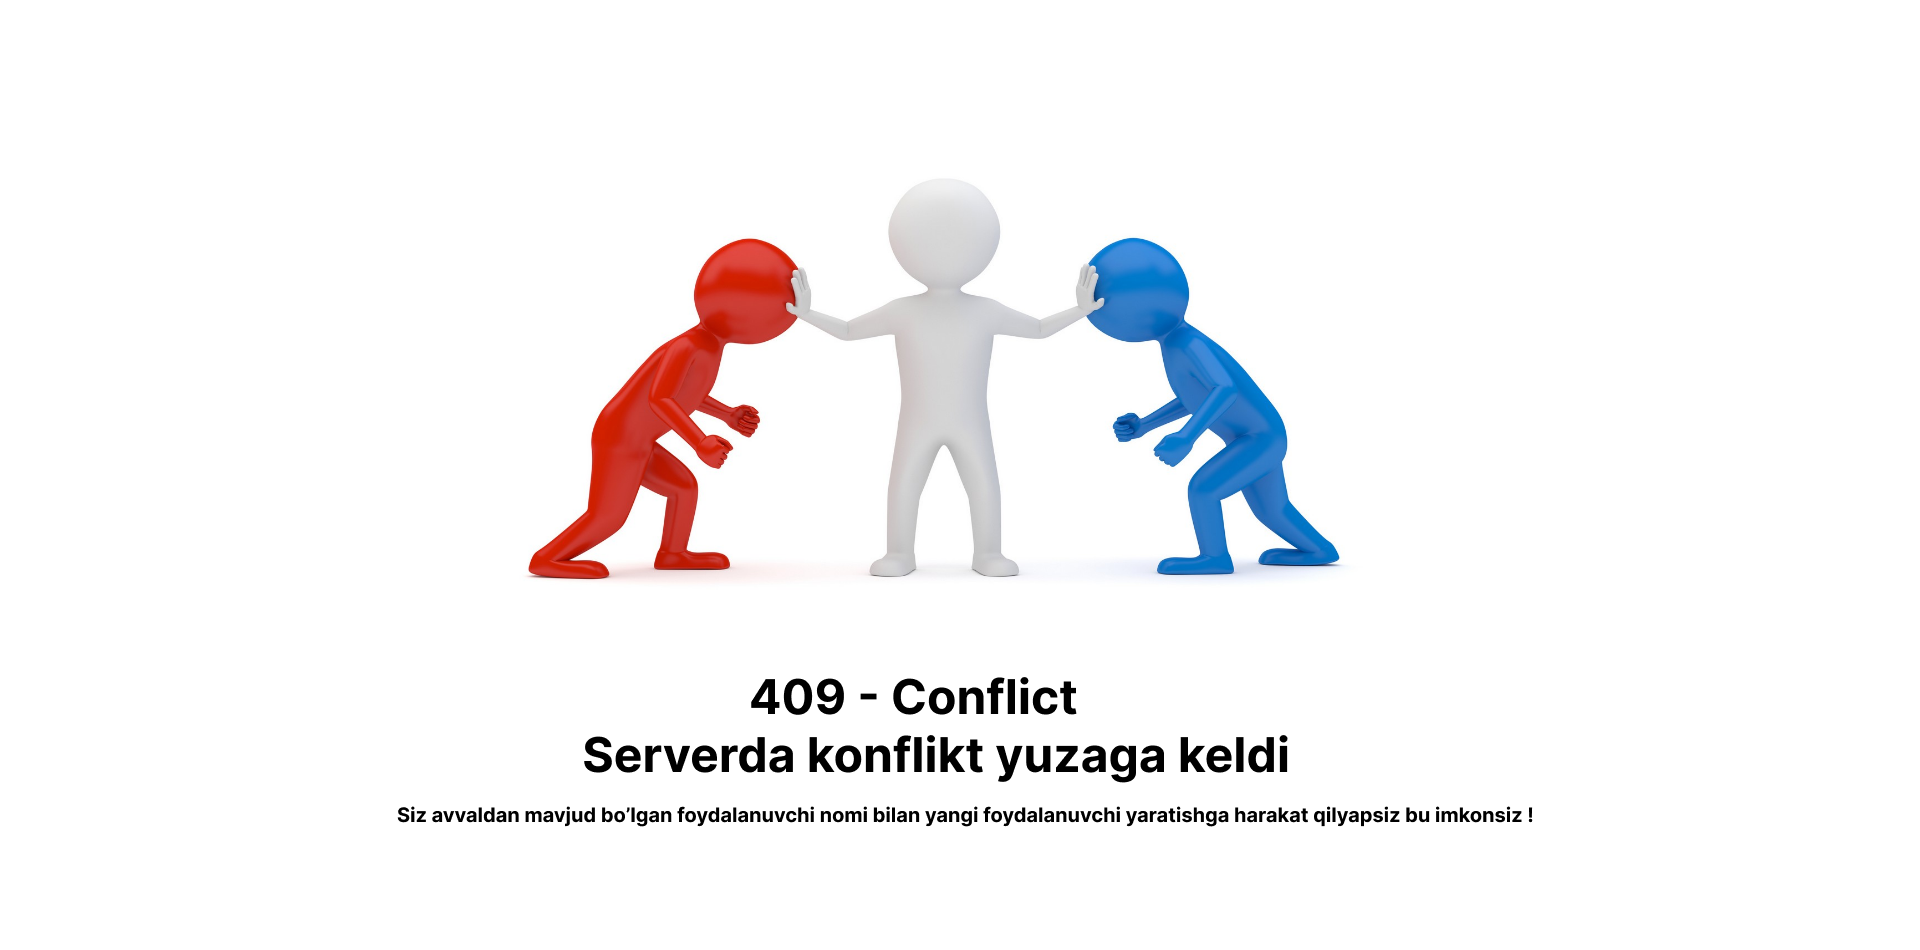 409 - Conflict
Serverda konflikt yuzaga keldi
Siz avvaldan mavjud bo’lgan foydalanuvchi nomi bilan yangi foydalanuvchi yaratishga harakat qilyapsiz bu imkonsiz !